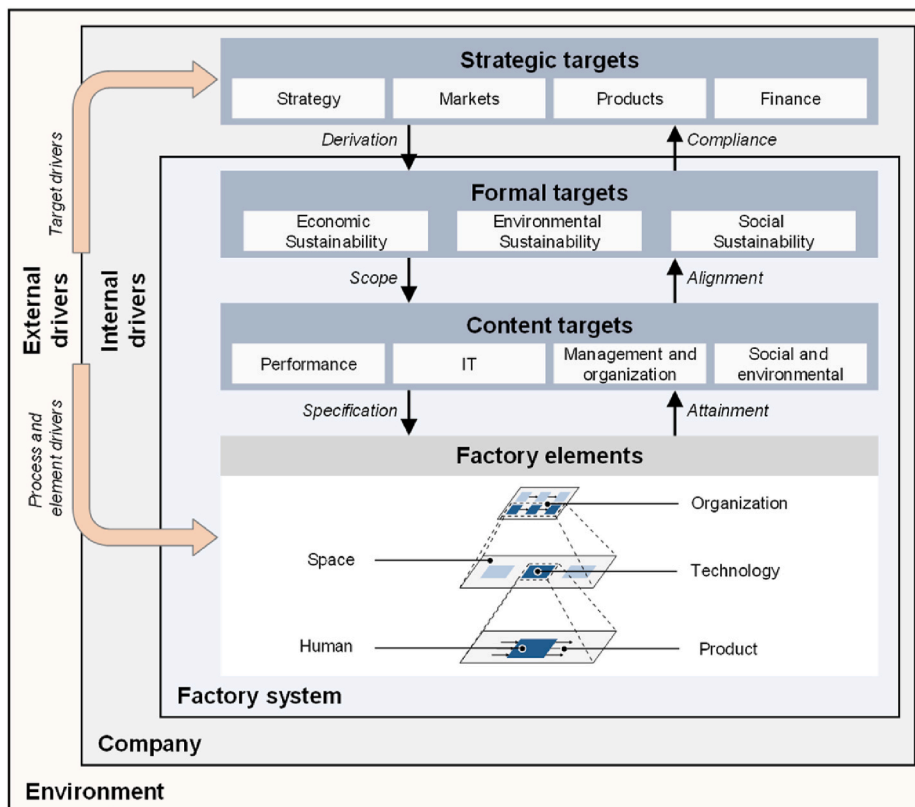 Strategic targets
Strategy
Markets
Products
Finance
Derivation
Compliance
Target drivers
Formal targets
Economic
Sustainability
Environmental
Sustainability
Social
Sustainability
Scope
Alignment
External
drivers
Internal
drivers
Content targets
Performance
IT
Management and
organization
Social and
environmental
Specification
Attainment
Process and
element drivers
Factory elements
Organization
Space
Technology
Human
Product
Factory system
Company
Environment